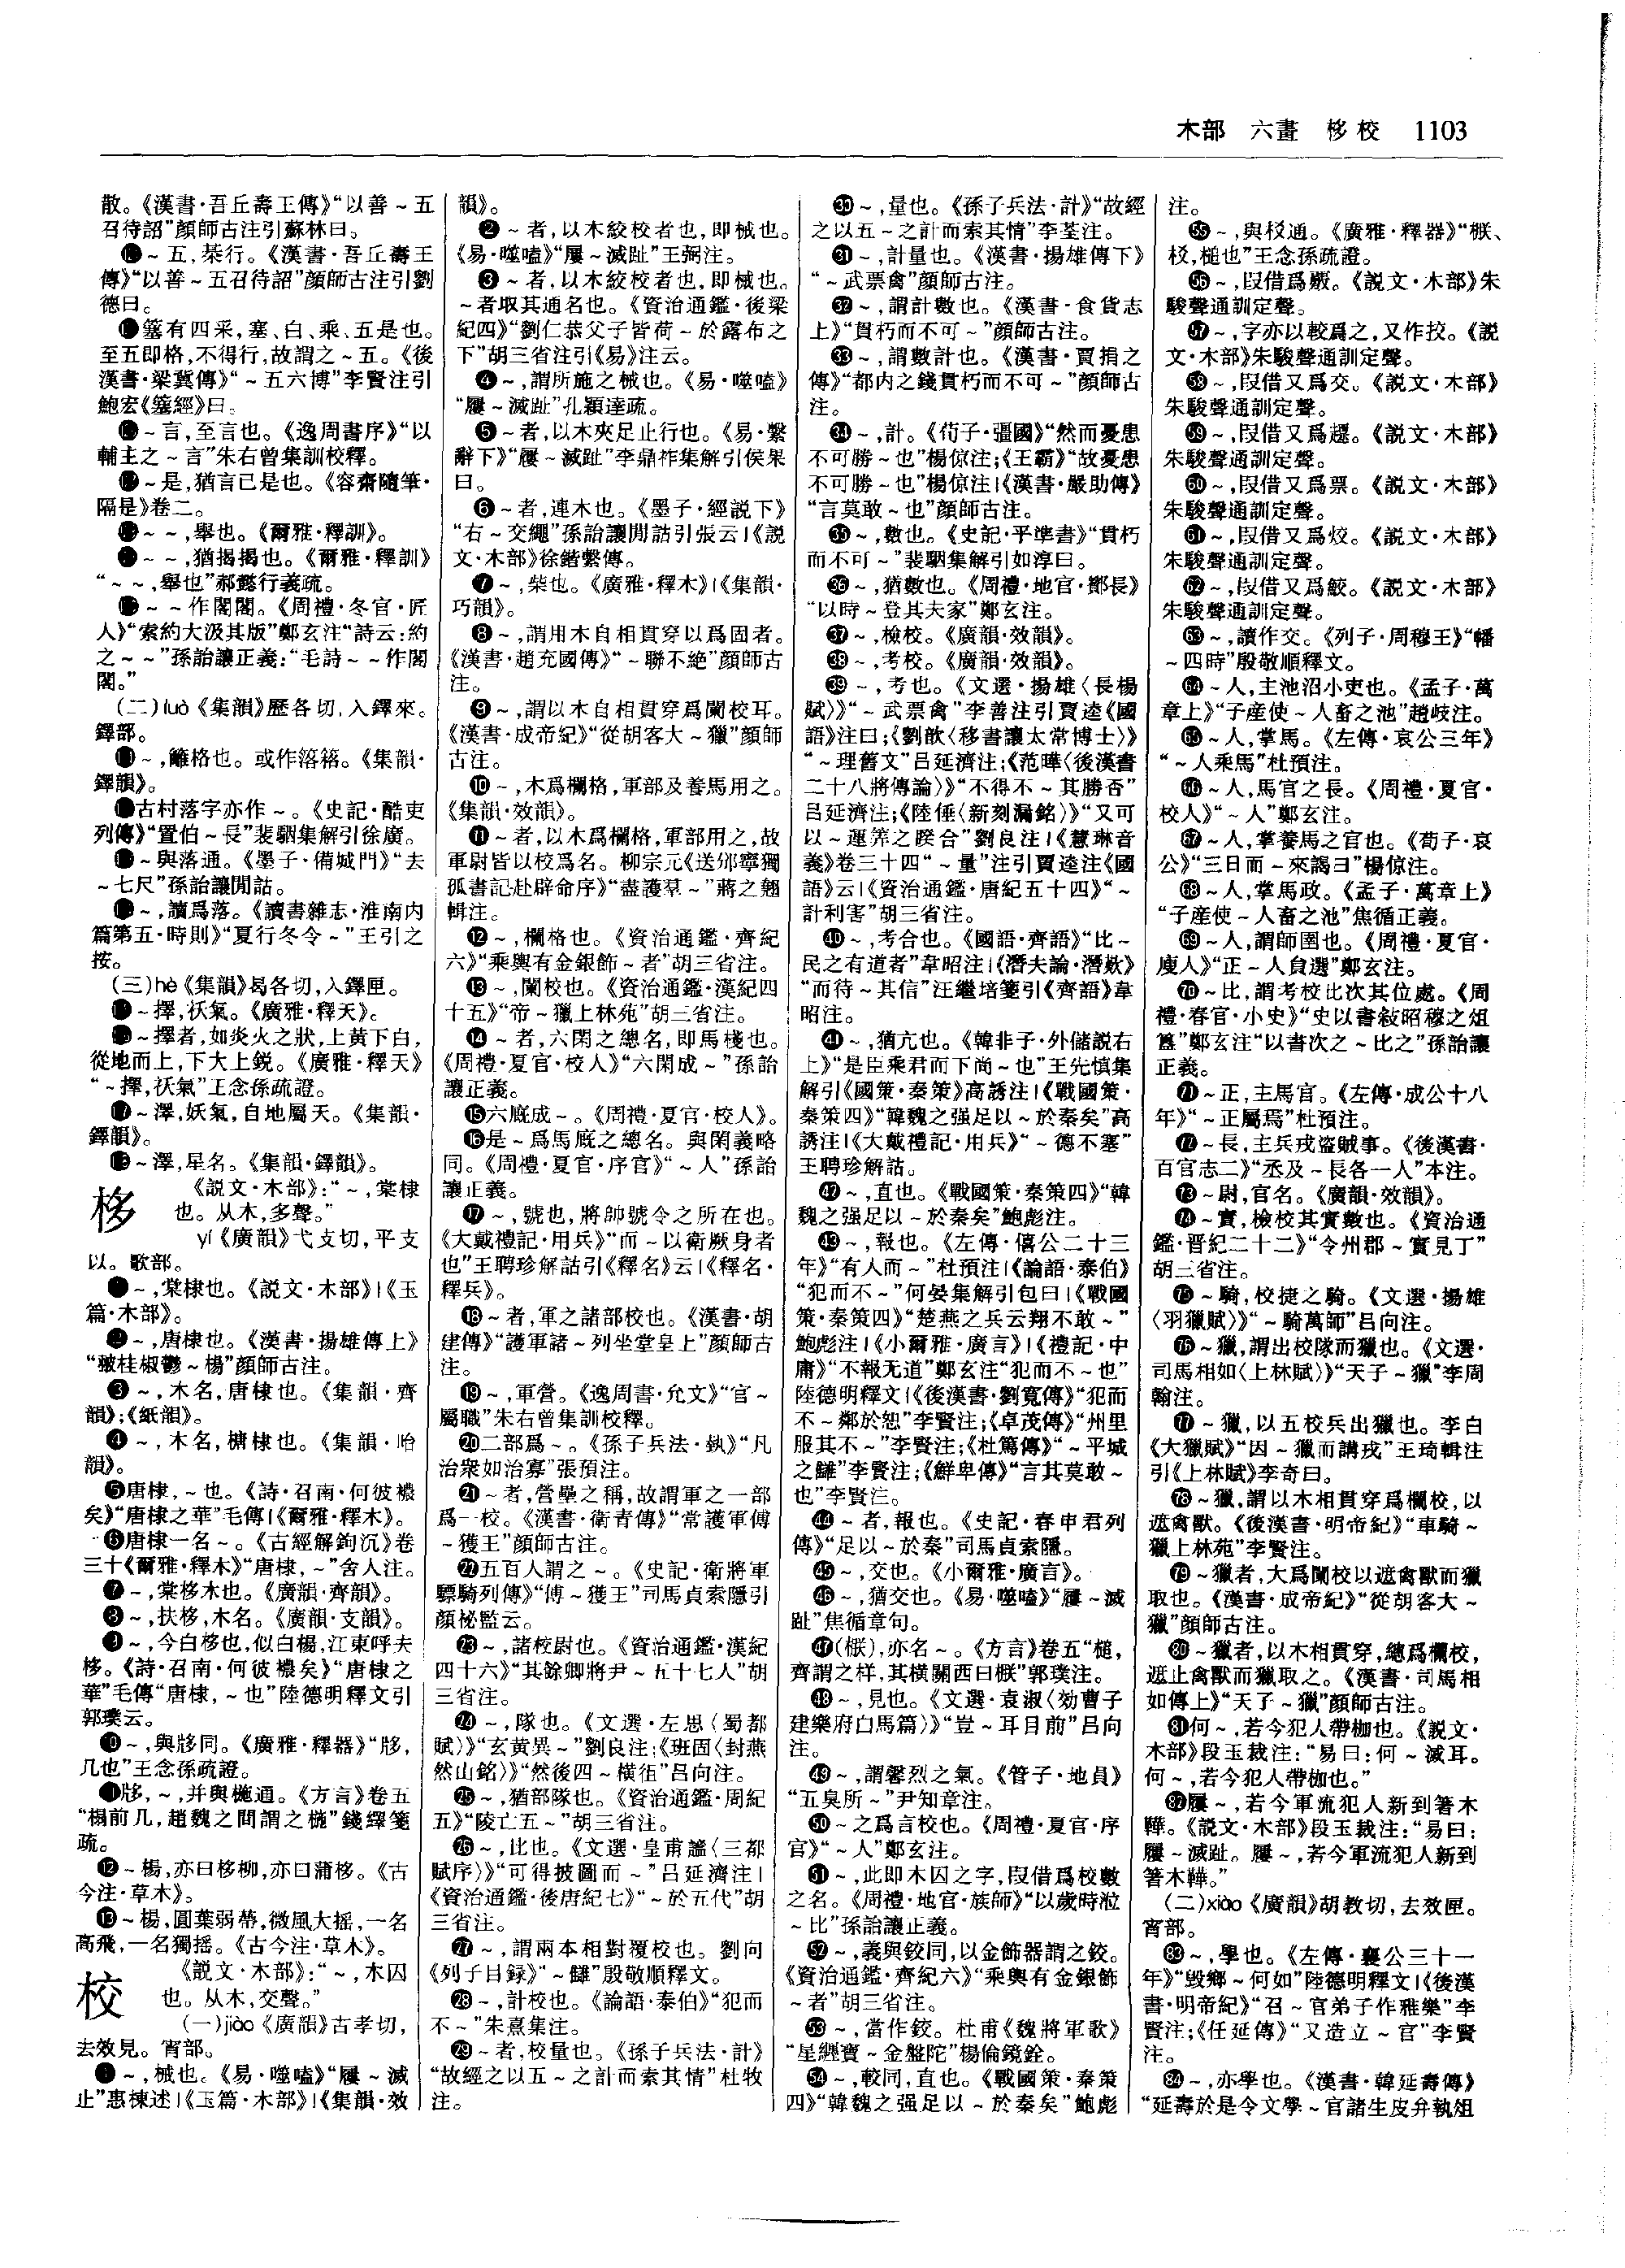 木部 六畫 栘校 1103
散。《漢書·吾丘壽王傳》“以善～五
召待詔”顏師古注引蘇林曰。
～五,棊行。《漢書·吾丘壽王
傳》“以善～五召待詔”顏師古注引劉
德曰。
簺有四采,塞、白、乘、五是也。
至五即格,不得行,故謂之～五。《後
漢書·梁冀傳》“～五六博”李賢注引
鮑宏《簺經》曰。
～言,至言也。《逸周書序》“以
輔主之～言”朱右曾集訓校釋。
～是,猶言已是也。《容齋隨筆·
隔是》卷二。
～～,舉也。《爾雅·釋訓》。
～～,猶揭揭也。《爾雅·釋訓》
“～～,舉也”郝懿行義疏。
～～作閣閣。《周禮·冬官·匠
人》“索約大汲其版”鄭玄注“詩云:約
之～～”孫詒讓正義:“毛詩～～作閣
閣。”
(二)luò《集韻》歷各切,入鐸來。
鐸部。
～,籬格也。或作落𥬭。《集韻·
鐸韻》。
古村落字亦作～。《史記·酷吏
列傳》“置伯～長”裴駰集解引徐廣。
～與落通。《墨子·備城門》“去
～七尺”孫詒讓閒詁。
～,讀爲落。《讀書雜志·淮南内
篇第五·時則》“夏行冬令～”王引之
按。
(三)hè《集韻》曷各切,入鐸匣。
～擇,祅氣。《廣雅·釋天》。
～擇者,如炎火之狀,上黄下白,
從地而上,下大上鋭。《廣雅·釋天》
“～擇,祅氣”王念孫疏證。
～澤,妖氣,自地屬天。《集韻·
鐸韻》。
～澤,星名。《集韻·鐸韻》。
栘
《説文·木部》:“～,棠棣
也。从木,多聲。”
yí《廣韻》弋支切,平支
以。歌部。
❶～,棠棣也。《説文·木部》|《玉
篇·木部》。
❷～,唐棣也。《漢書·揚雄傳上》
“㪍桂椒鬱～楊”顏師古注。
❸～,木名,唐棣也。《集韻·齊
韻》;《紙韻》。
❹～,木名,榶棣也。《集韻·咍
韻》。
❺唐棣,～也。《詩·召南·何彼襛
矣》“唐棣之華”毛傳|《爾雅·釋木》。
❻唐棣一名～。《古經解鉤沉》卷
三十《爾雅·釋木》“唐棣,～”舍人注。
❼～,棠栘木也。《廣韻·齊韻》。
❽～,扶栘,木名。《廣韻·支韻》。
❾～,今白栘也,似白楊,江東呼夫
栘。《詩·召南·何彼襛矣》“唐棣之
華”毛傳“唐棣,～也”陸德明釋文引
郭璞云。
❿～,與㢋同。《廣雅·釋器》“㢋,
几也”王念孫疏證。
⓫㢋,～,并與㮛通。《方言》卷五
“榻前几,趙魏之間謂之㮛”錢繹箋
疏。
⓬～楊,亦曰栘柳,亦曰蒲栘。《古
今注·草木》。
⓭～楊,圓葉弱蔕,微風大摇,一名
高飛,一名獨摇。《古今注·草木》。
校
《説文·木部》:“～,木囚
也。从木,交聲。”
(一)jiào《廣韻》古孝切,
去效見。宵部。
❶～,械也。《易·噬嗑》“屨～滅
止”惠棟述|《玉篇·木部》|《集韻·效
韻》。
❷～者,以木絞校者也,即械也。
《易·噬嗑》“屨～滅趾”王弼注。
❸～者,以木絞校者也,即械也。
～者取其通名也。《資治通鑑·後梁
紀四》“劉仁恭父子皆荷～於露布之
下”胡三省注引《易》注云。
❹～,謂所施之械也。《易·噬嗑》
“屨～滅趾”孔穎達疏。
❺～者,以木夾足止行也。《易·繫
辭下》“屨～滅趾”李鼎祚集解引侯果
曰。
❻～者,連木也。《墨子·經説下》
“右～交繩”孫詒讓閒詁引張云|《説
文·木部》徐鍇繫傳。
❼～,柴也。《廣雅·釋木》|《集韻·
巧韻》。
❽～,謂用木自相貫穿以爲固者。
《漢書·趙充國傳》“～聯不絶”顏師古
注。
❾～,謂以木自相貫穿爲闌校耳。
《漢書·成帝紀》“從胡客大～獵”顏師
古注。
❿～,木爲欄格,軍部及養馬用之。
《集韻·效韻》。
⓫～者,以木爲欄格,軍部用之,故
軍尉皆以校爲名。柳宗元《送邠寧獨
孤書記赴辟命序》“盡護羣～”蔣之翹
輯注。
⓬～,欄格也。《資治通鑑·齊紀
六》“乘輿有金銀飾～者”胡三省注。
⓭～,闌校也。《資治通鑑·漢紀四
十五》“帝～獵上林苑”胡三省注。
⓮～者,六閑之總名,即馬棧也。
《周禮·夏官·校人》“六閑成～”孫詒
讓正義。
⓯六廄成～。《周禮·夏官·校人》。
⓰是～爲馬廄之總名。與閑義略
同。《周禮·夏官·序官》“～人”孫詒
讓正義。
⓱～,號也,將帥號令之所在也。
《大戴禮記·用兵》“而～以衛厥身者
也”王聘珍解詁引《釋名》云|《釋名·
釋兵》。
⓲～者,軍之諸部校也。《漢書·胡
建傳》“護軍諸～列坐堂皇上”顏師古
注。
⓳～,軍營。《逸周書·允文》“官～
屬職”朱右曾集訓校釋。
⓴二部爲～。《孫子兵法·埶》“凡
治衆如治寡”張預注。
㉑～者,營壘之稱,故謂軍之一部
爲一校。《漢書·衛青傳》“常護軍傅
～獲王”顏師古注。
㉒五百人謂之～。《史記·衛將軍
驃騎列傳》“傅～獲王”司馬貞索隱引
顏秘監云。
㉓～,諸校尉也。《資治通鑑·漢紀
四十六》“其餘卿將尹～五十七人”胡
三省注。
㉔～,隊也。《文選·左思〈蜀都
賦〉》“玄黄異～”劉良注;《班固〈封燕
然山銘〉》“然後四～橫徂”吕向注。
㉕～,猶部隊也。《資治通鑑·周紀
五》“陵亡五～”胡三省注。
㉖～,比也。《文選·皇甫謐〈三都
賦序〉》“可得披圖而～”吕延濟注|
《資治通鑑·後唐紀七》“～於五代”胡
三省注。
㉗～,謂兩本相對覆校也。劉向
《列子目録》“～讎”殷敬順釋文。
㉘～,計校也。《論語·泰伯》“犯而
不～”朱熹集注。
㉙～者,校量也。《孫子兵法·計》
“故經之以五～之計而索其情”杜牧
注。
㉚～,量也。《孫子兵法·計》“故經
之以五～之計而索其情”李荃注。
㉛～,計量也。《漢書·揚雄傳下》
“～武票禽”顏師古注。
㉜～,謂計數也。《漢書·食貨志
上》“貫朽而不可～”顏師古注。
㉝～,謂數計也。《漢書·賈捐之
傳》“都内之錢貫朽而不可～”顏師古
注。
㉞～,計。《荀子·彊國》“然而憂患
不可勝～也”楊倞注;《王霸》“故憂患
不可勝～也”楊倞注|《漢書·嚴助傳》
“言莫敢～也”顏師古注。
㉟～,數也。《史記·平準書》“貫朽
而不可～”裴駰集解引如淳曰。
㊱～,猶數也。《周禮·地官·鄼長》
“以時～登其夫家”鄭玄注。
㊲～,檢校。《廣韻·效韻》。
㊳～,考校。《廣韻·效韻》。
㊴～,考也。《文選·揚雄〈長楊
賦〉》“～武票禽”李善注引賈逵《國
語》注曰;《劉歆〈移書讓太常博士〉》
“～理舊文”吕延濟注;《范曄〈後漢書
二十八將傳論〉》“不得不～其勝否”
吕延濟注;《陸倕〈新刻漏銘〉》“又可
以～運筭之睽合”劉良注|《慧琳音
義》卷三十四“～量”注引賈逵注《國
語》云|《資治通鑑·唐紀五十四》“～
計利害”胡三省注。
㊵～,考合也。《國語·齊語》“比～
民之有道者”韋昭注|《潛夫論·潛歎》
“而待～其信”汪繼培箋引《齊語》韋
昭注。
㊶～,猶亢也。《韓非子·外儲説右
上》“是臣乘君而下尚～也”王先慎集
解引《國策·秦策》高誘注|《戰國策·
秦策四》“韓魏之强足以～於秦矣”高
誘注|《大戴禮記·用兵》“～德不塞”
王聘珍解詁。
㊷～,直也。《戰國策·秦策四》“韓
魏之强足以～於秦矣”鮑彪注。
㊸～,報也。《左傳·僖公二十三
年》“有人而～”杜預注|《論語·泰伯》
“犯而不～”何晏集解引包曰|《戰國
策·秦策四》“楚燕之兵云翔不敢～”
鮑彪注|《小爾雅·廣言》|《禮記·中
庸》“不報无道”鄭玄注“犯而不～也”
陸德明釋文|《後漢書·劉寬傳》“犯而
不～鄰於恕”李賢注;《卓茂傳》“州里
服其不～”李賢注;《杜篤傳》“～平城
之讎”李賢注;《鮮卑傳》“言其莫敢～
也”李賢注。
㊹～者,報也。《史記·春申君列
傳》“足以～於秦”司馬貞索隱。
㊺～,交也。《小爾雅·廣言》。
㊻～,猶交也。《易·噬嗑》“屨～滅
趾”焦循章句。
㊼(㮳),亦名～。《方言》卷五“槌,
齊謂之样,其横關西曰㮳”郭璞注。
㊽～,見也。《文選·袁淑〈効曹子
建樂府白馬篇〉》“豈～耳目前”吕向
注。
㊾～,謂馨烈之氣。《管子·地員》
“五臭所～”尹知章注。
㊿～之爲言校也。《周禮·夏官·序
官》“～人”鄭玄注。
51～,此即木囚之字,叚借爲校數
之名。《周禮·地官·族師》“以歲時涖
～比”孫詒讓正義。
52～,義與鉸同,以金飾器謂之鉸。
《資治通鑑·齊紀六》“乘輿有金銀飾
～者”胡三省注。
53～,當作鉸。杜甫《魏將軍歌》
“星纏寶～金盤陀”楊倫鏡銓。
54～,較同,直也。《戰國策·秦策
四》“韓魏之强足以～於秦矣”鮑彪
注。
55～,與㭏通。《廣雅·釋器》“㮳、
㭏,槌也”王念孫疏證。
56～,叚借爲覈。《説文·木部》朱
駿聲通訓定聲。
57～,字亦以較爲之,又作挍。《説
文·木部》朱駿聲通訓定聲。
58～,叚借又爲交。《説文·木部》
朱駿聲通訓定聲。
59～,叚借又爲趮。《説文·木部》
朱駿聲通訓定聲。
60～,叚借又爲票。《説文·木部》
朱駿聲通訓定聲。
61～,叚借又爲烄。《説文·木部》
朱駿聲通訓定聲。
62～,叚借又爲鮫。《説文·木部》
朱駿聲通訓定聲。
63～,讀作交。《列子·周穆王》“幡
～四時”殷敬順釋文。
64～人,主池沼小吏也。《孟子·萬
章上》“子産使～人畜之池”趙岐注。
65～人,掌馬。《左傳·哀公三年》
“～人乘馬”杜預注。
66～人,馬官之長。《周禮·夏官·
校人》“～人”鄭玄注。
67～人,掌養馬之官也。《荀子·哀
公》“三日而～來謁曰”楊倞注。
68～人,掌馬政。《孟子·萬章上》
“子産使～人畜之池”焦循正義。
69～人,謂師圉也。《周禮·夏官·
廋人》“正～人員選”鄭玄注。
70～比,謂考校比次其位處。《周
禮·春官·小史》“史以書敍昭穆之俎
簋”鄭玄注“以書次之～比之”孫詒讓
正義。
71～正,主馬官。《左傳·成公十八
年》“～正屬焉”杜預注。
72～長,主兵戎盜賊事。《後漢書·
百官志二》“丞及～長各一人”本注。
73～尉,官名。《廣韻·效韻》。
74～實,檢校其實數也。《資治通
鑑·晉紀二十二》“令州郡～實見丁”
胡三省注。
75～騎,校捷之騎。《文選·揚雄
〈羽獵賦〉》“～騎萬師”吕向注。
76～獵,謂出校隊而獵也。《文選·
司馬相如〈上林賦〉》“天子～獵”李周
翰注。
77～獵,以五校兵出獵也。李白
《大獵賦》“因～獵而講戎”王琦輯注
引《上林賦》李奇曰。
78～獵,謂以木相貫穿爲欄校,以
遮禽獸。《後漢書·明帝紀》“車騎～
獵上林苑”李賢注。
79～獵者,大爲闌校以遮禽獸而獵
取也。《漢書·成帝紀》“從胡客大～
獵”顏師古注。
80～獵者,以木相貫穿,總爲欄校,
遮止禽獸而獵取之。《漢書·司馬相
如傳上》“天子～獵”顏師古注。
81何～,若今犯人帶枷也。《説文·
木部》段玉裁注:“易曰:何～滅耳。
何～,若今犯人帶枷也。”
82屨～,若今軍流犯人新到箸木
鞾。《説文·木部》段玉裁注:“易曰:
屨～滅趾。屨～,若今軍流犯人新到
箸木鞾。”
(二)xiào《廣韻》胡教切,去效匣。
宵部。
83～,學也。《左傳·襄公三十一
年》“毁鄉～何如”陸德明釋文|《後漢
書·明帝紀》“召～官弟子作雅樂”李
賢注;《任延傳》“又造立～官”李賢
注。
84～,亦學也。《漢書·韓延壽傳》
“延壽於是令文學～官諸生皮弁執俎